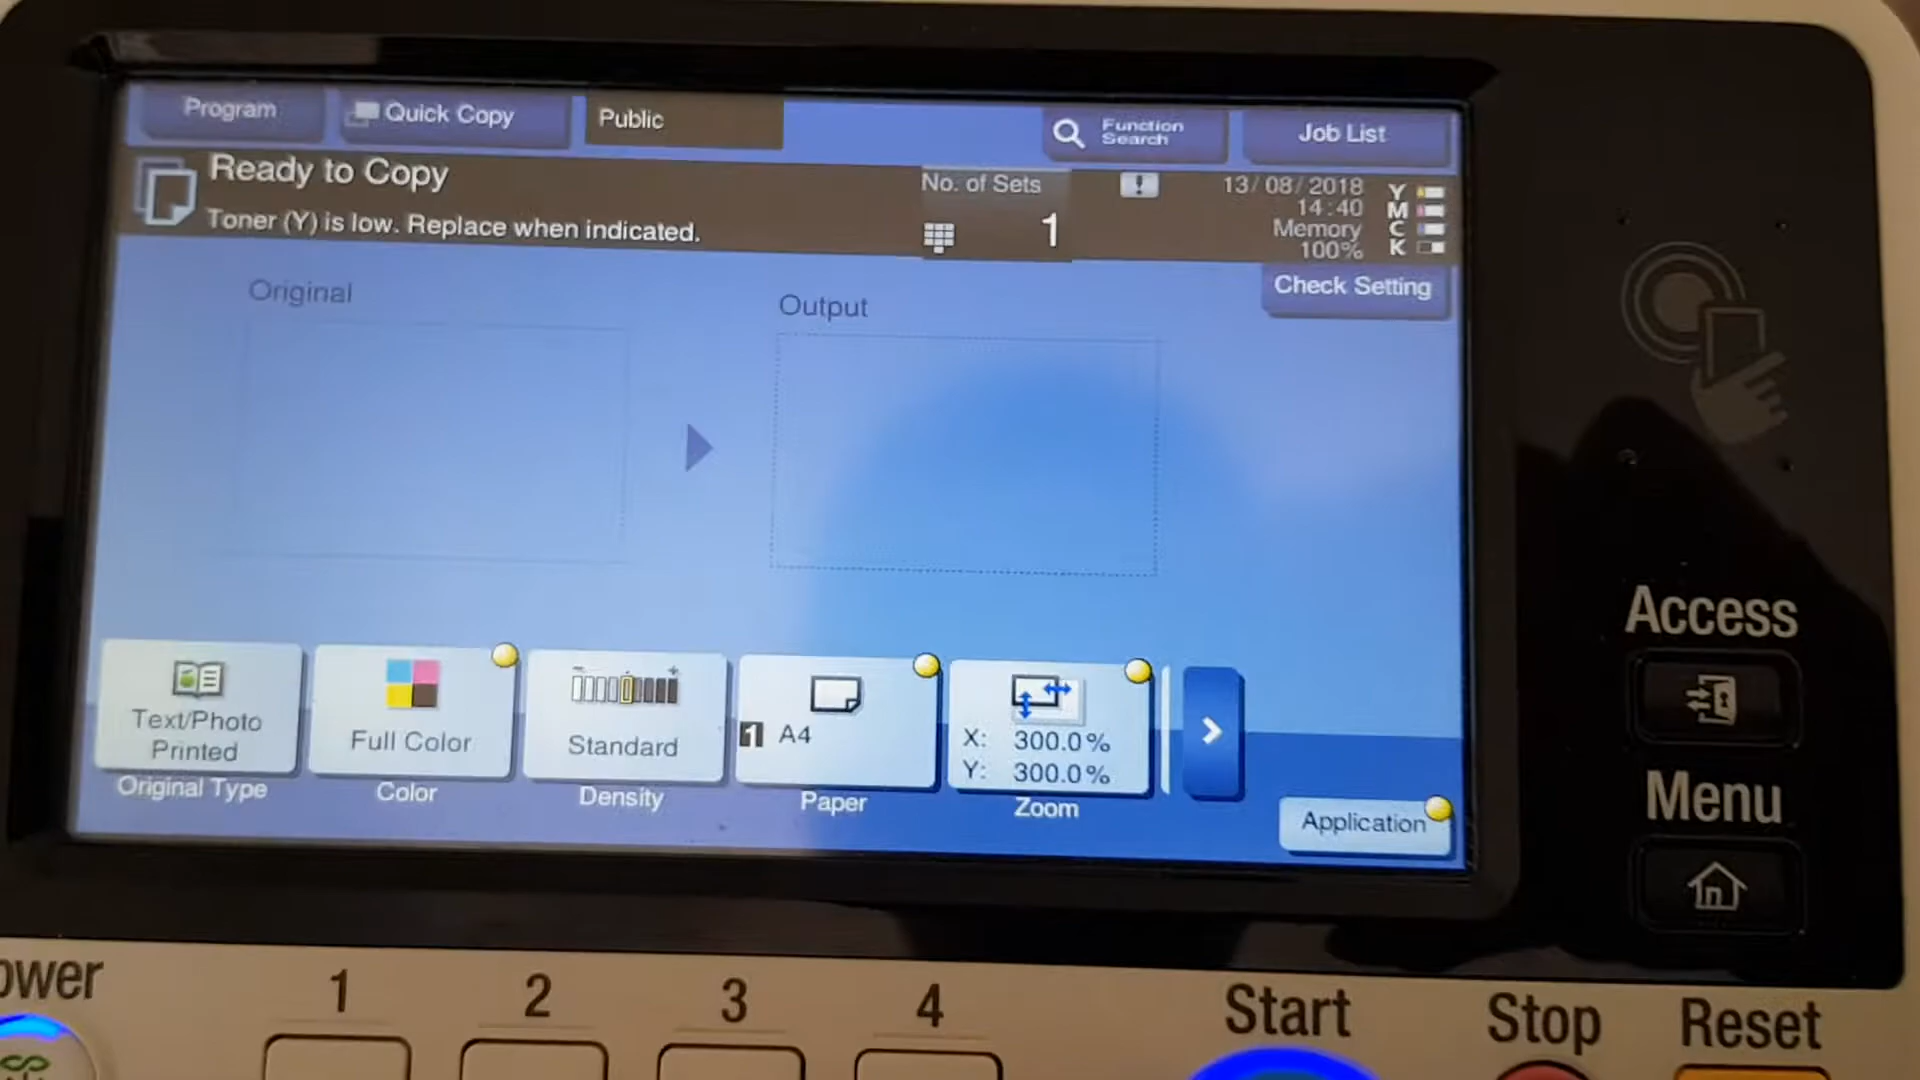 Program
Quick Copy
Public
Function
Search
Job List
Ready to Copy
Toner (Y) is low. Replace when indicated.
No. of Sets
1
!
13/08/2018
14:40
Memory
100%
Y
M
C
K
Check Setting
Original
Output
Text/Photo
Printed
Original Type
Full Color
Color
- +
Standard
Density
1 A4
Paper
X: 300.0%
Y: 300.0%
Zoom
Application
Access
Menu
ower
1
2
3
4
Start
Stop
Reset